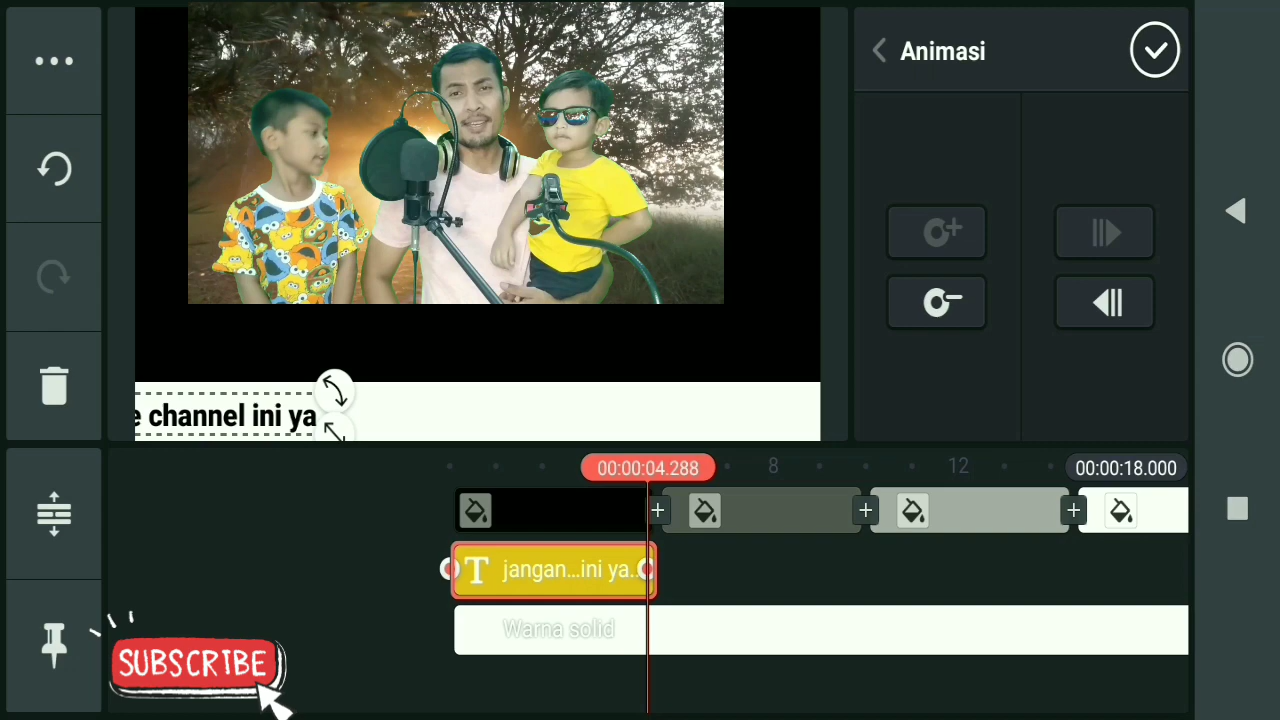 Animasi
e channel ini ya
00:00:04.288
8
12
00:00:18.000
T jangan...ini ya..
Warna solid
SUBSCRIBE